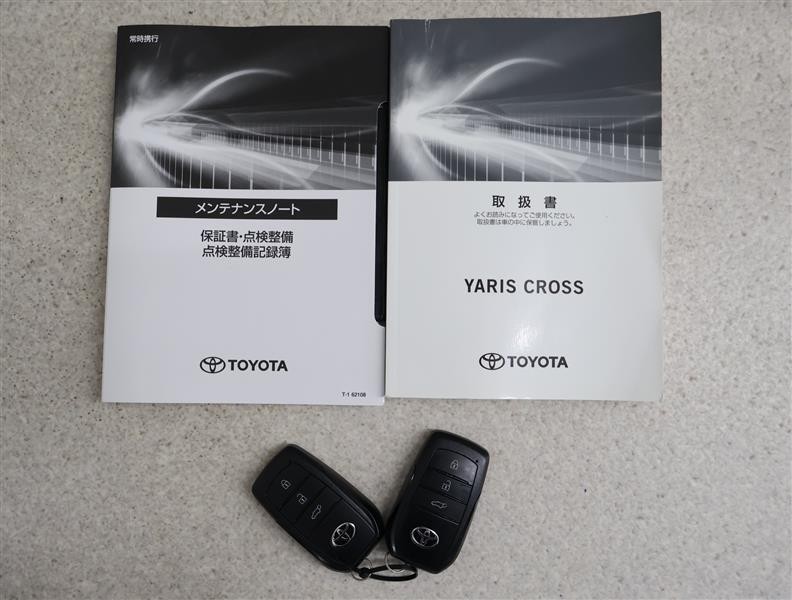 常時携行
メンテナンスノート
保証書・点検整備
点検整備記録簿
TOYOTA
T-1 62108
取扱書
よくお読みになってご使用ください。
取扱書は車の中に保管しましょう。
YARIS CROSS
TOYOTA